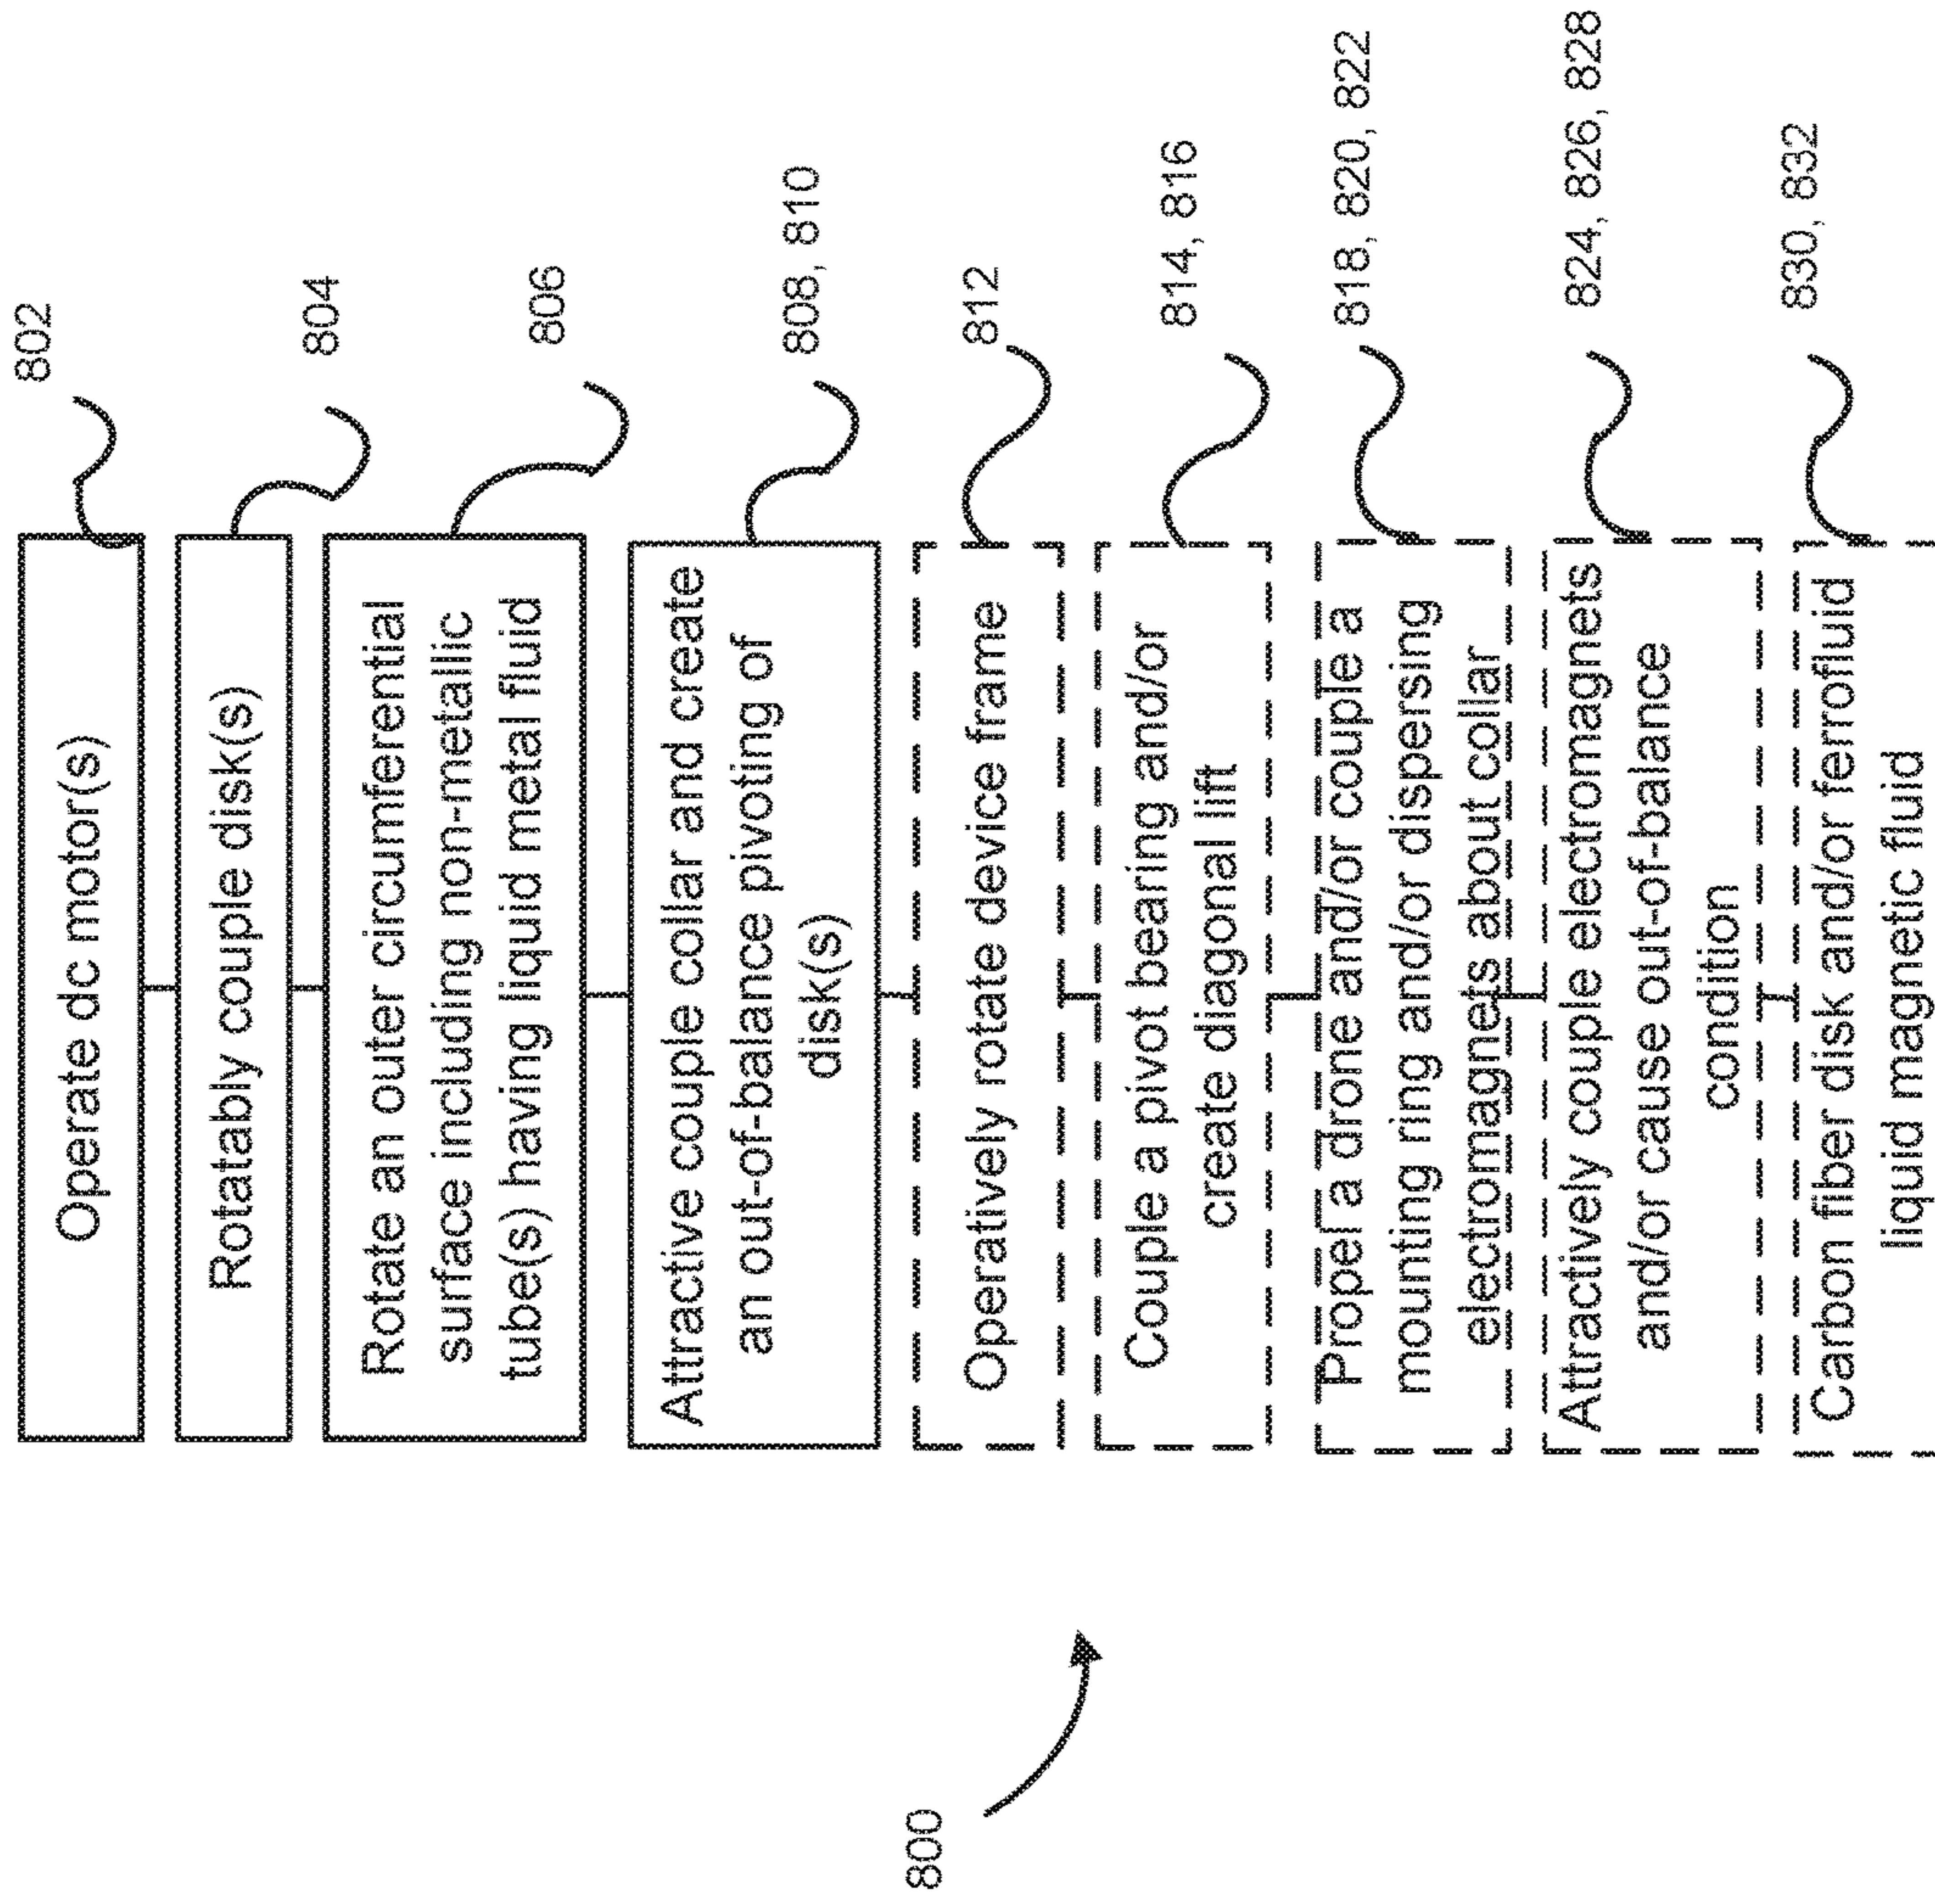 802
Operate dc motor(s)
804
Rotatably couple disk(s)
806
Rotate an outer circumferential
surface including non-metallic
tube(s) having liquid metal fluid
808, 810
Attractive couple collar and create
an out-of-balance pivoting of
disk(s)
812
Operatively rotate device frame
814, 816
Couple a pivot bearing and/or
create diagonal lift
818, 820, 822
Propel a drone and/or couple a
mounting ring and/or dispersing
electromagnets about collar
824, 826, 828
Attractively couple electromagnets
and/or cause out-of-balance
condition
830, 832
Carbon fiber disk and/or ferrofluid
liquid magnetic fluid
800